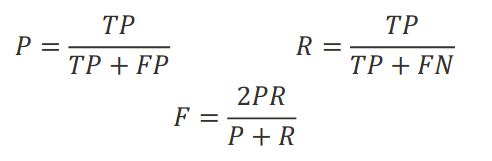 P = TP / (TP + FP) R = TP / (TP + FN)
F = 2PR / (P + R)